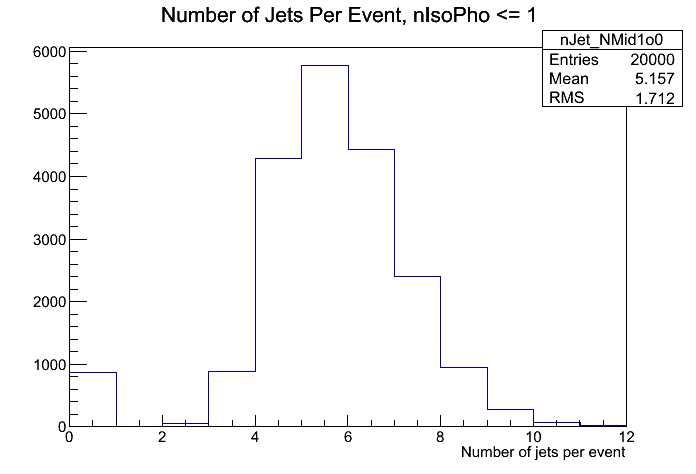 Number of Jets Per Event, nIsoPho <= 1
nJet_NMid1o0
Entries 20000
Mean 5.157
RMS 1.712
6000
5000
4000
3000
2000
1000
0
0 2 4 6 8 10 12
Number of jets per event